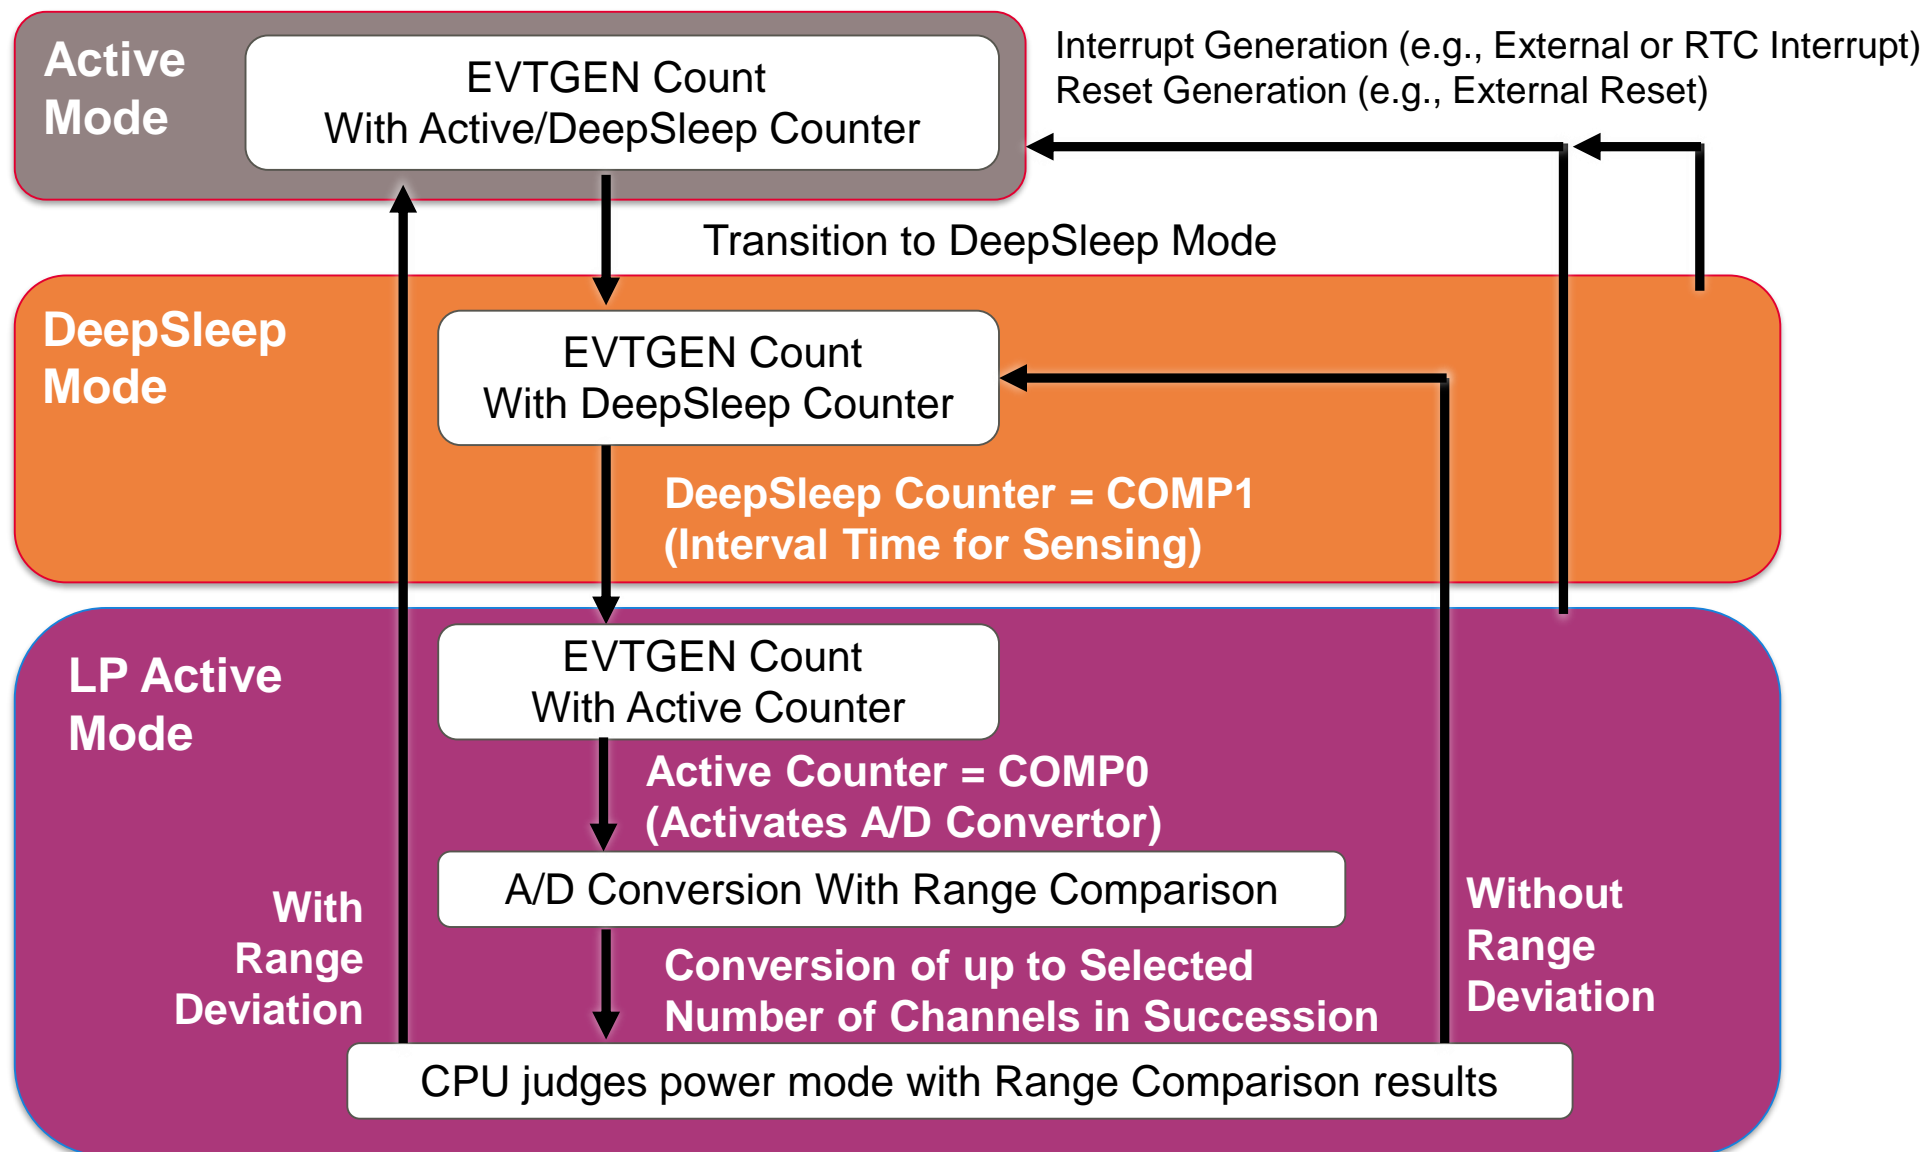 Active
Mode
EVTGEN Count
With Active/DeepSleep Counter
Interrupt Generation (e.g., External or RTC Interrupt)
Reset Generation (e.g., External Reset)
Transition to DeepSleep Mode
DeepSleep
Mode
EVTGEN Count
With DeepSleep Counter
DeepSleep Counter = COMP1
(Interval Time for Sensing)
LP Active
Mode
EVTGEN Count
With Active Counter
Active Counter = COMP0
(Activates A/D Convertor)
A/D Conversion With Range Comparison
With
Range
Deviation
Without
Range
Deviation
Conversion of up to Selected
Number of Channels in Succession
CPU judges power mode with Range Comparison results